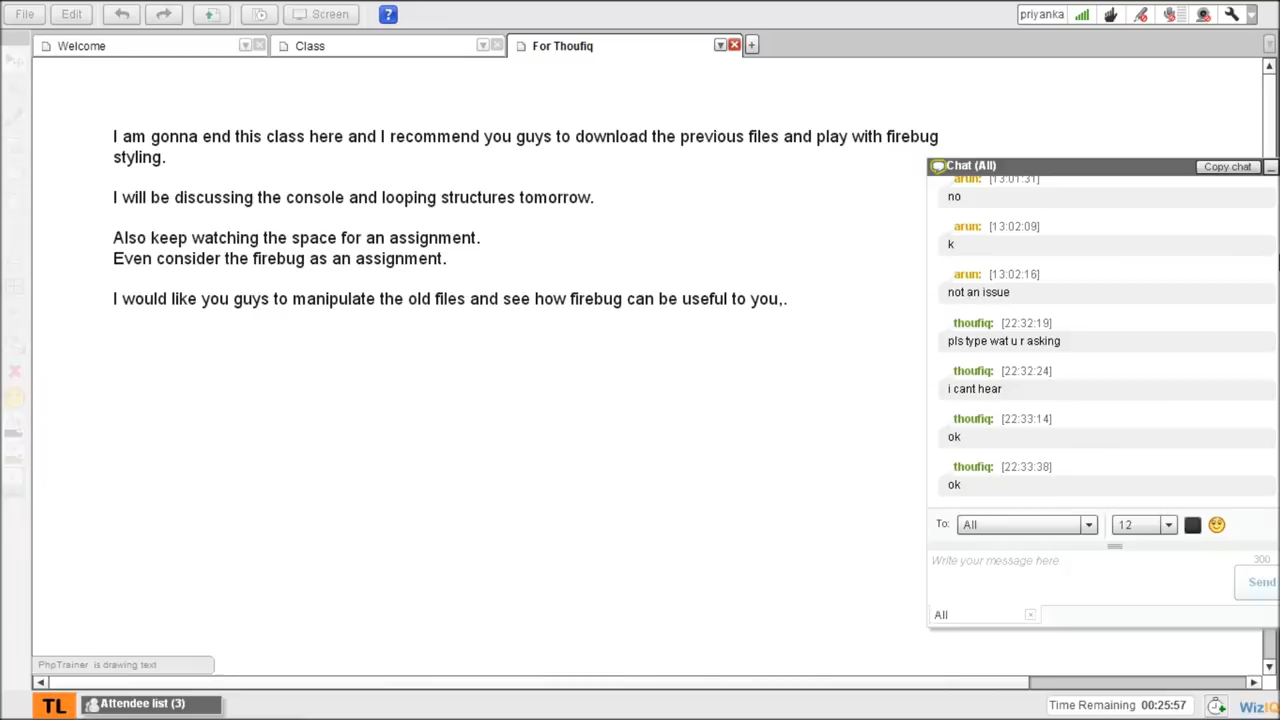 File Edit Screen ? priyanka
Welcome Class For Thoufiq +
I am gonna end this class here and I recommend you guys to download the previous files and play with firebug
styling.
I will be discussing the console and looping structures tomorrow.
Also keep watching the space for an assignment.
Even consider the firebug as an assignment.
I would like you guys to manipulate the old files and see how firebug can be useful to you,.
Chat (All) Copy chat
arun: [13:01:31]
no
arun: [13:02:09]
k
arun: [13:02:16]
not an issue
thoufiq: [22:32:19]
pls type wat u r asking
thoufiq: [22:32:24]
i cant hear
thoufiq: [22:33:14]
ok
thoufiq: [22:33:38]
ok
To: All 12
Write your message here. 300
Send
All
PhpTrainer is drawing text
TL Attendee list (3) Time Remaining 00:25:57 WizIQ